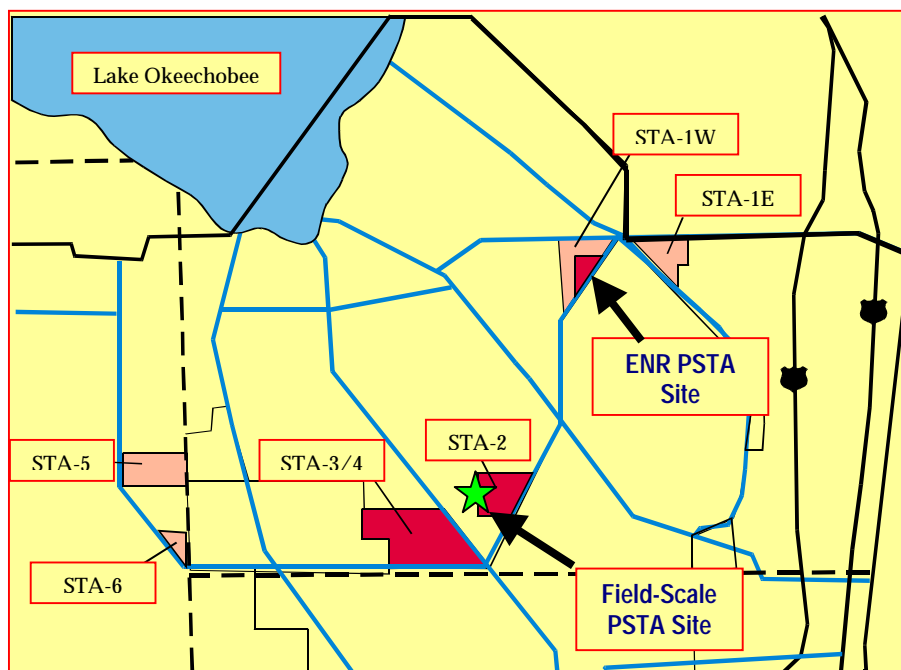 Lake Okeechobee
STA-1W
STA-1E
ENR PSTA
Site
STA-2
STA-5
STA-3/4
STA-6
Field-Scale
PSTA Site